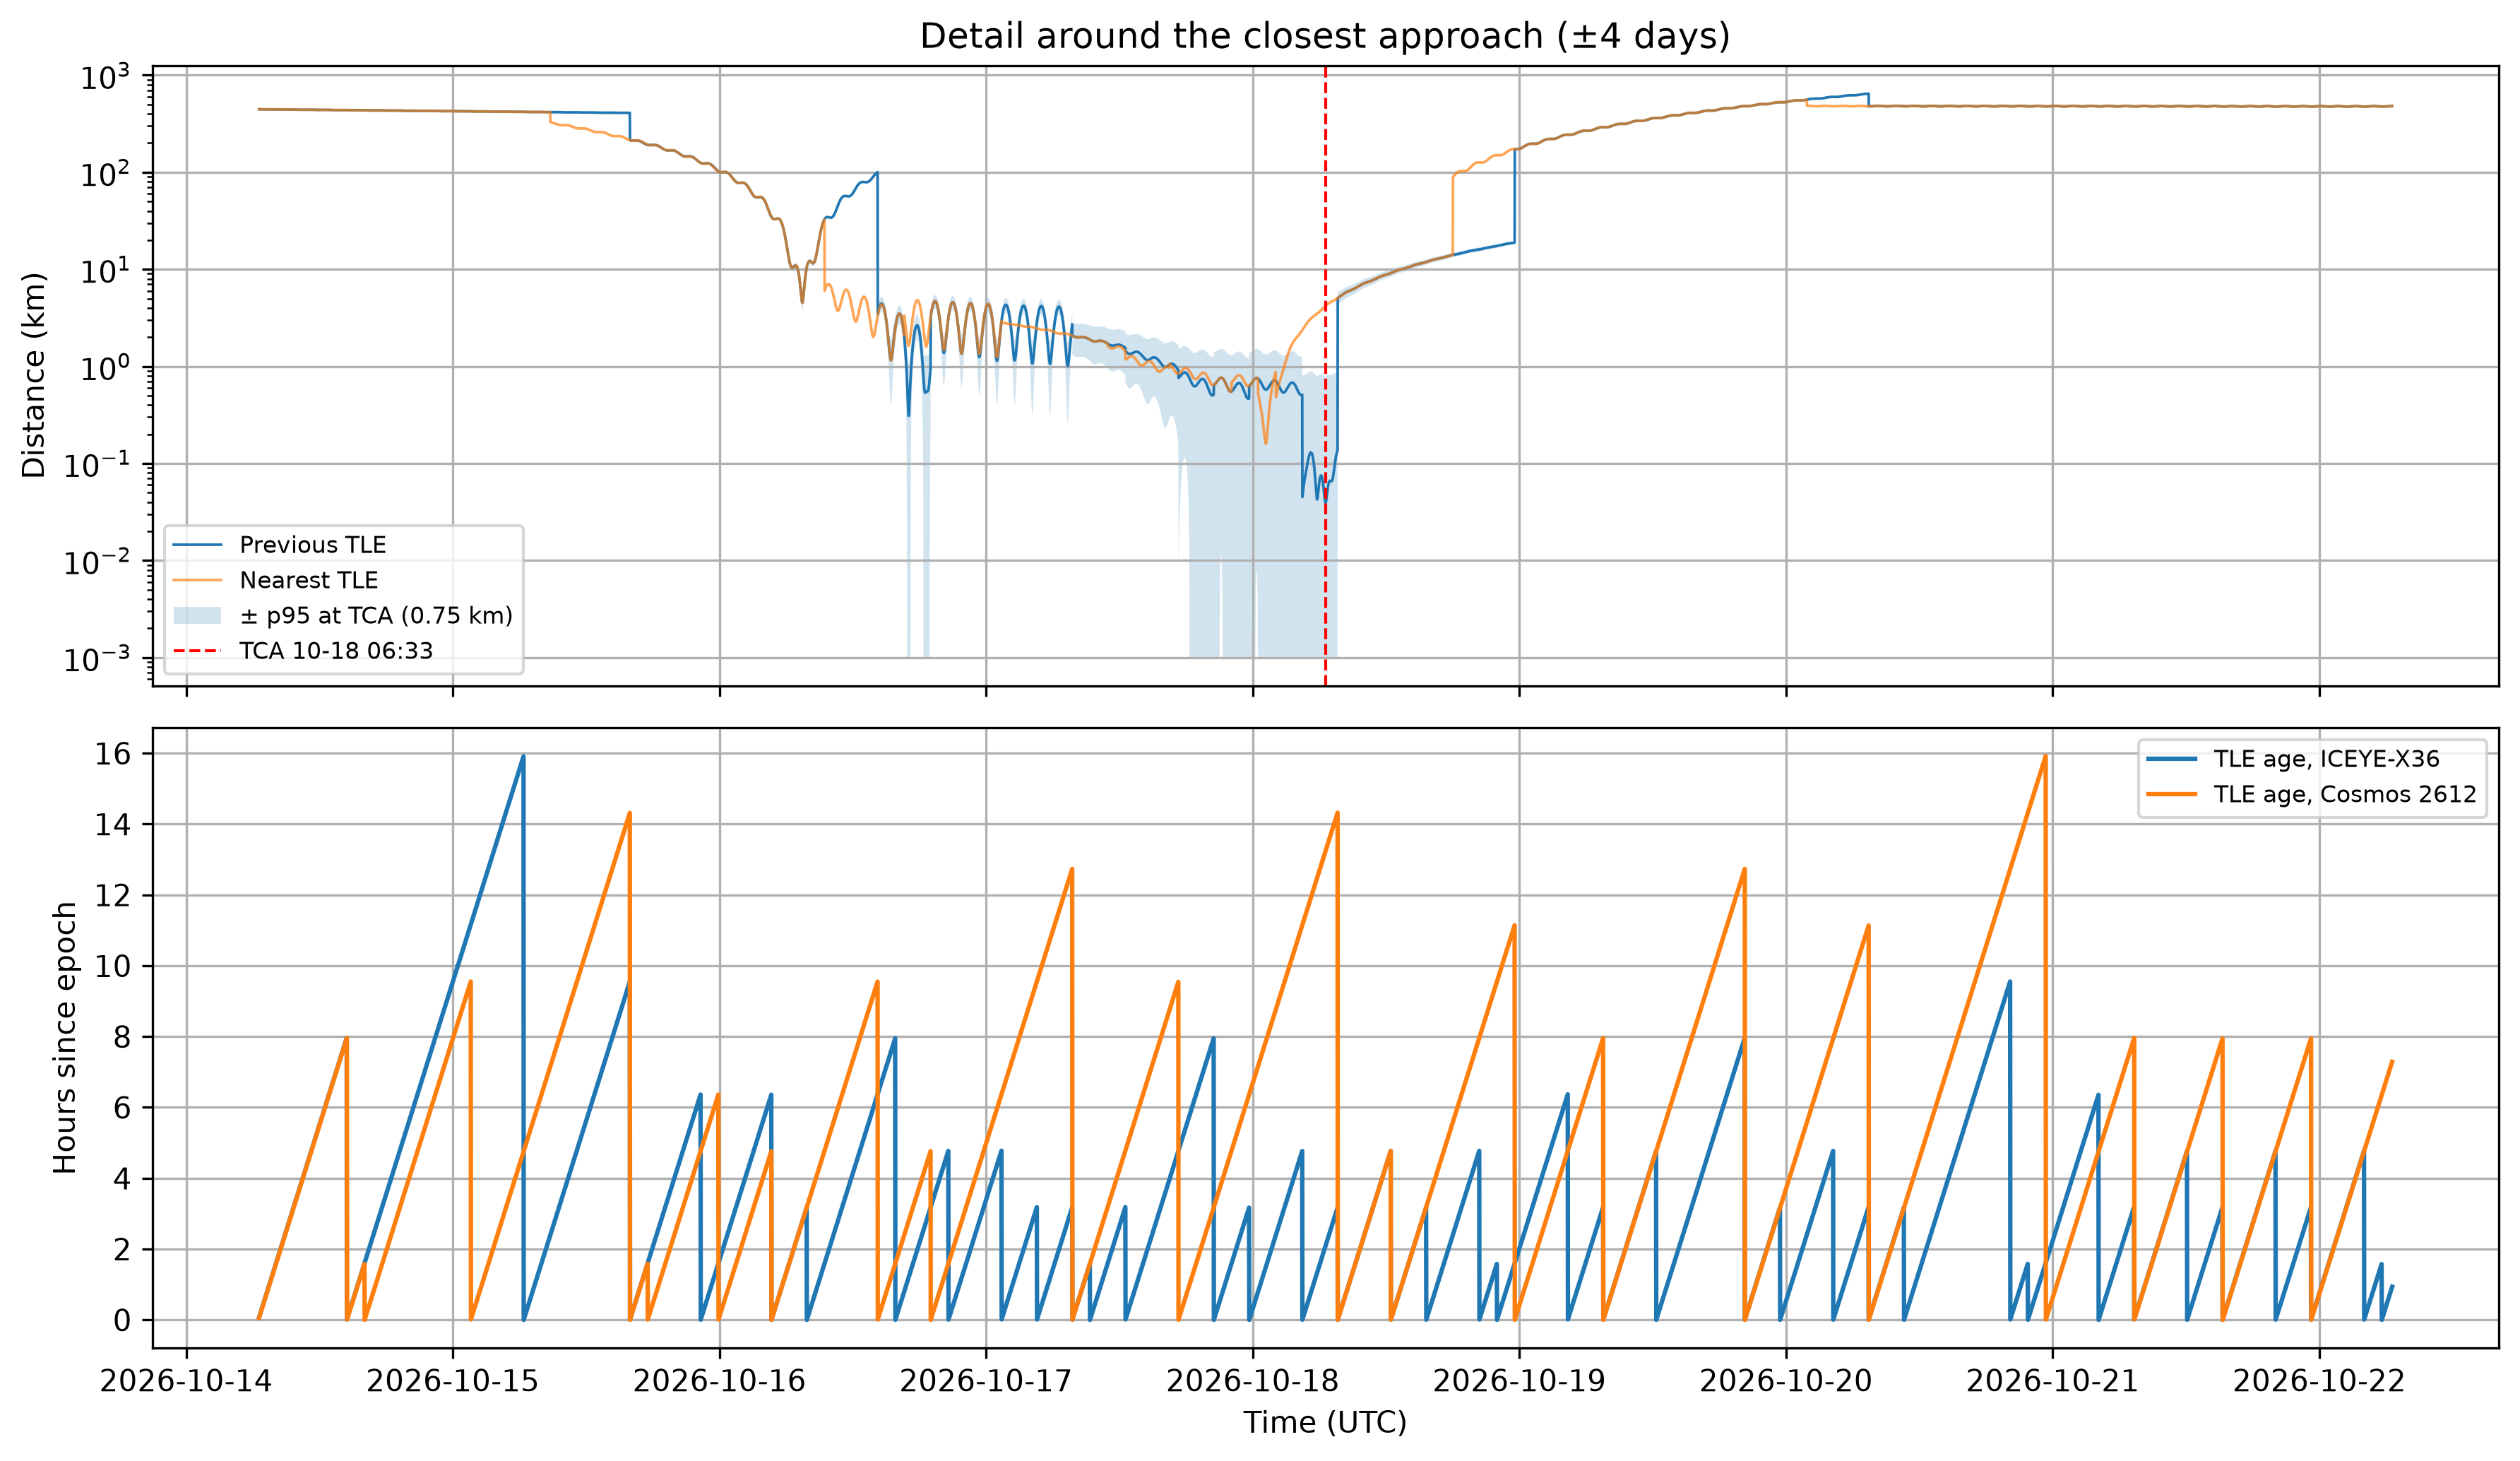 Detail around the closest approach (±4 days)
Distance (km)
10³
10²
10¹
10⁰
10⁻¹
10⁻²
10⁻³
Previous TLE
Nearest TLE
± p95 at TCA (0.75 km)
TCA 10-18 06:33
Hours since epoch
16
14
12
10
8
6
4
2
0
TLE age, ICEYE-X36
TLE age, Cosmos 2612
2026-10-14 2026-10-15 2026-10-16 2026-10-17 2026-10-18 2026-10-19 2026-10-20 2026-10-21 2026-10-22
Time (UTC)